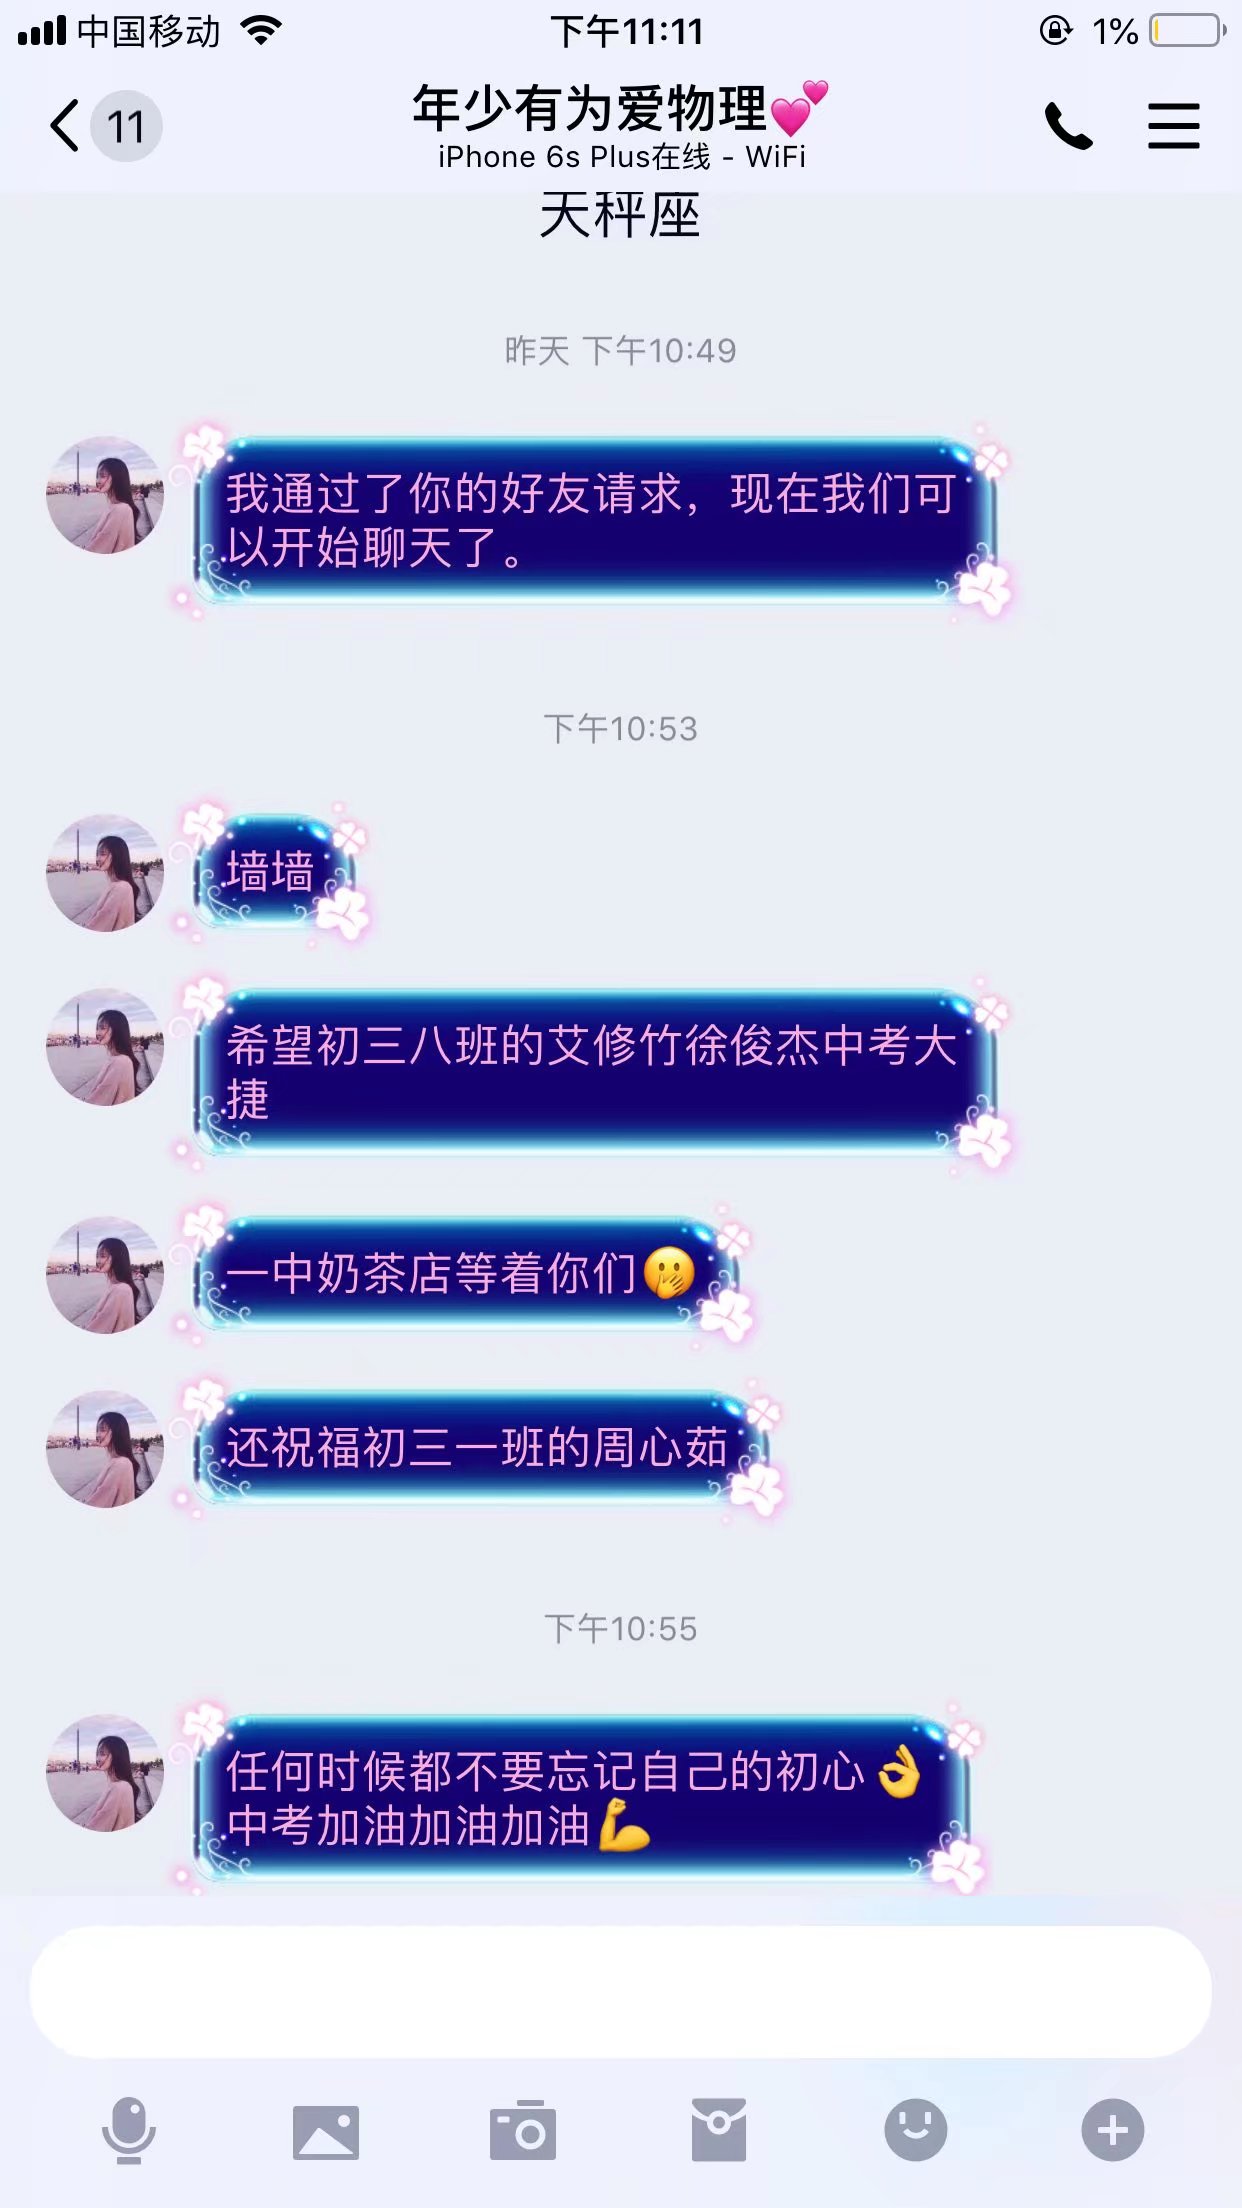 中国移动
下午11:11
1%
11
年少有为爱物理💕
iPhone 6s Plus在线 - WiFi
天秤座
昨天 下午10:49
我通过了你的好友请求，现在我们可
以开始聊天了。
下午10:53
墙墙
希望初三八班的艾修竹徐俊杰中考大
捷
一中奶茶店等着你们🤭
还祝福初三一班的周心茹
下午10:55
任何时候都不要忘记自己的初心👌
中考加油加油加油💪